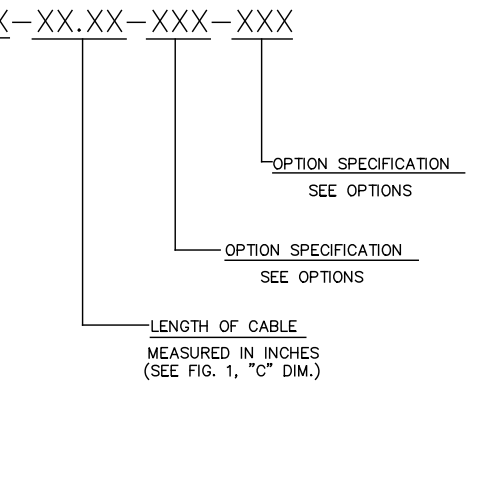 X-XX.XX-XXX-XXX
OPTION SPECIFICATION
SEE OPTIONS
OPTION SPECIFICATION
SEE OPTIONS
LENGTH OF CABLE
MEASURED IN INCHES
(SEE FIG. 1, "C" DIM.)